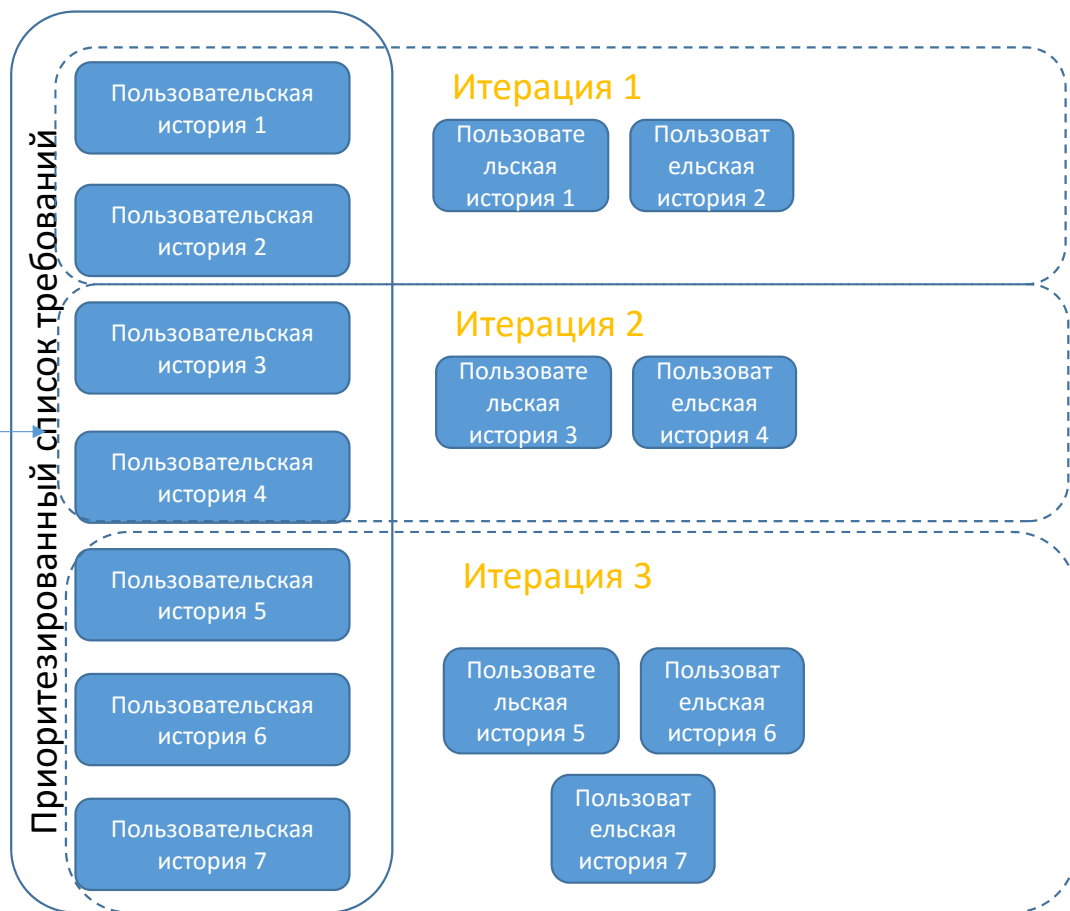 Приоритезированный список требований
Пользовательская
история 1
Пользовательская
история 2
Пользовательская
история 3
Пользовательская
история 4
Пользовательская
история 5
Пользовательская
история 6
Пользовательская
история 7
Итерация 1
Пользовате
льская
история 1
Пользоват
ельская
история 2
Итерация 2
Пользовате
льская
история 3
Пользоват
ельская
история 4
Итерация 3
Пользовате
льская
история 5
Пользоват
ельская
история 6
Пользоват
ельская
история 7